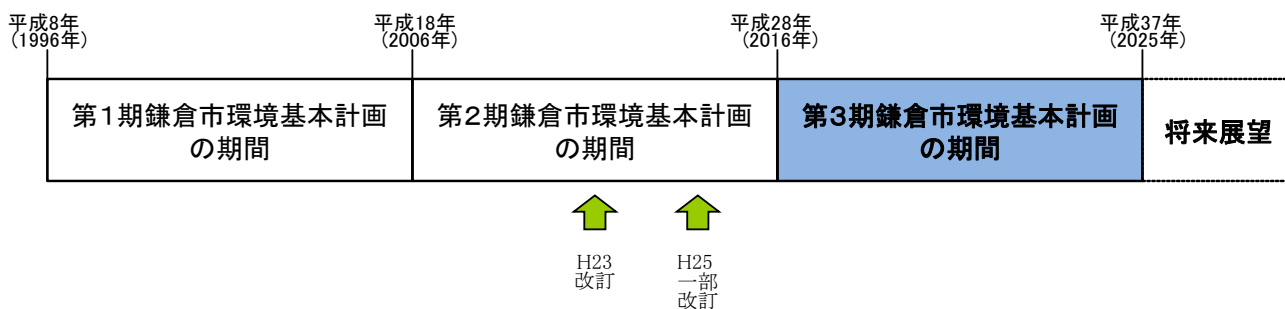 平成8年
（1996年）
平成18年
（2006年）
平成28年
（2016年）
平成37年
（2025年）
第１期鎌倉市環境基本計画
の期間
第２期鎌倉市環境基本計画
の期間
第３期鎌倉市環境基本計画
の期間
将来展望
H23
改訂
H25
一部
改訂